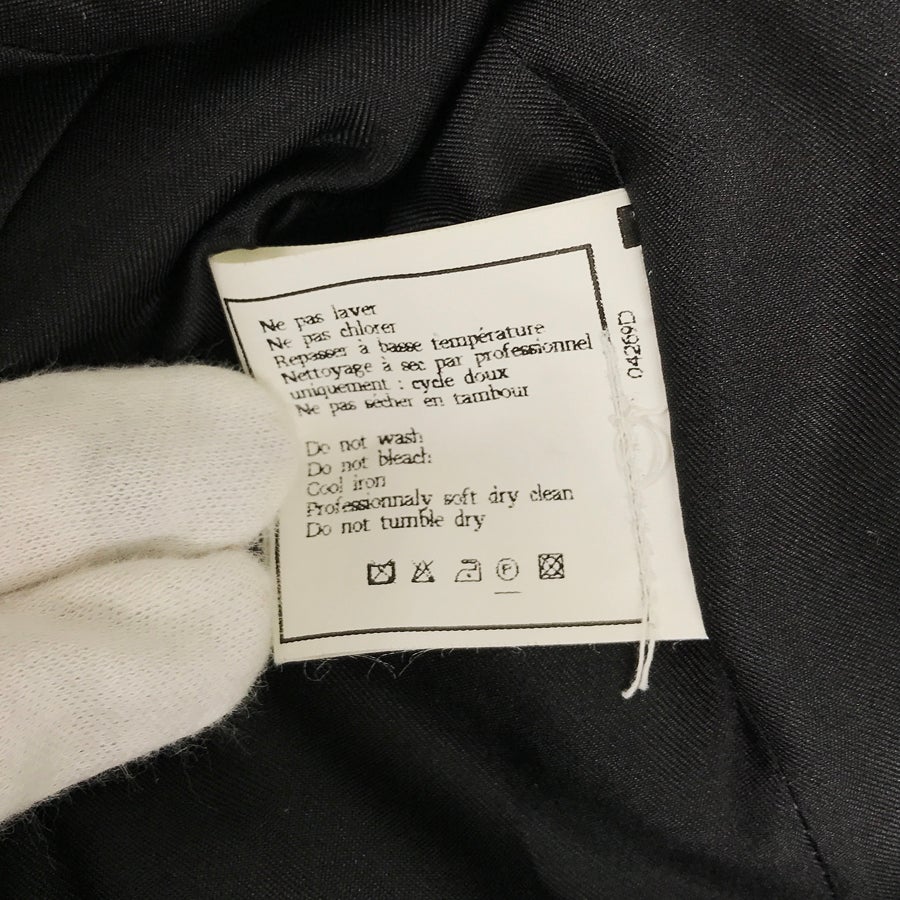 Ne pas laver
Ne pas chlorer
Repasser à basse température
Nettoyage à sec par professionnel
uniquement : cycle doux
Ne pas sécher en tambour
Do not wash
Do not bleach
Cool iron
Professionnaly soft dry clean
Do not tumble dry
F
04269D